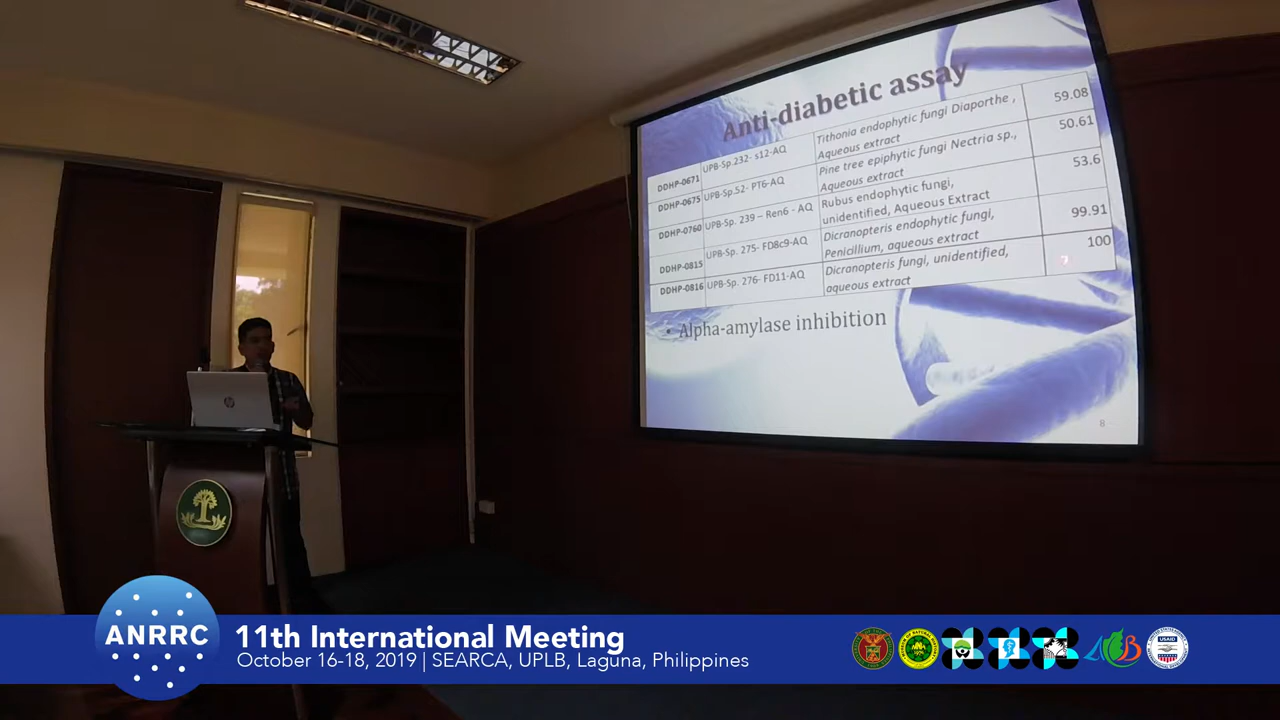 Anti-diabetic assay
DDHP-0671 UPB-Sp.232- s12-AQ Tithonia endophytic fungi Diaporthe , 59.08
Aqueous extract
DDHP-0675 UPB-Sp.52- PT6-AQ Pine tree epiphytic fungi Nectria sp., 50.61
Aqueous extract
DDHP-0760 UPB-Sp. 239 – Ren6 - AQ Rubus endophytic fungi, 53.6
unidentified, Aqueous Extract
DDHP-0815 UPB-Sp. 275- FD8c9-AQ Dicranopteris endophytic fungi, 99.91
Penicillium, aqueous extract
DDHP-0816 UPB-Sp. 276- FD11-AQ Dicranopteris fungi, unidentified, 100
aqueous extract
• Alpha-amylase inhibition
8
hp
ANRRC
11th International Meeting
October 16-18, 2019 | SEARCA, UPLB, Laguna, Philippines
USAID